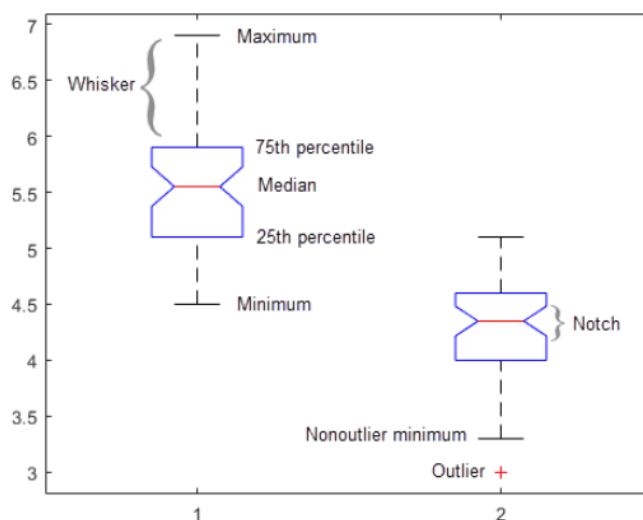 7
Maximum
6.5
Whisker
6
75th percentile
5.5
Median
5
25th percentile
4.5
Minimum
Notch
4
3.5
Nonoutlier minimum
3
Outlier
1
2